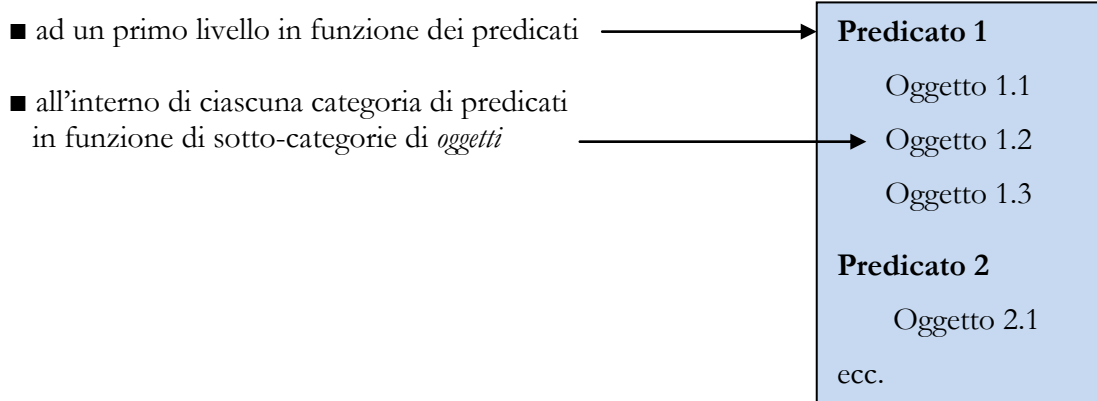 ■ ad un primo livello in funzione dei predicati
■ all’interno di ciascuna categoria di predicati
in funzione di sotto-categorie di oggetti
Predicato 1
Oggetto 1.1
Oggetto 1.2
Oggetto 1.3
Predicato 2
Oggetto 2.1
ecc.